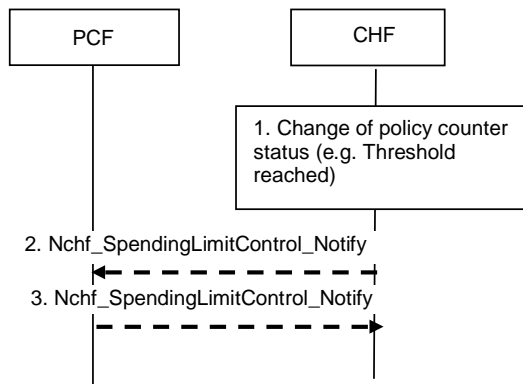 PCF
CHF
1. Change of policy counter
status (e.g. Threshold
reached)
2. Nchf_SpendingLimitControl_Notify
3. Nchf_SpendingLimitControl_Notify